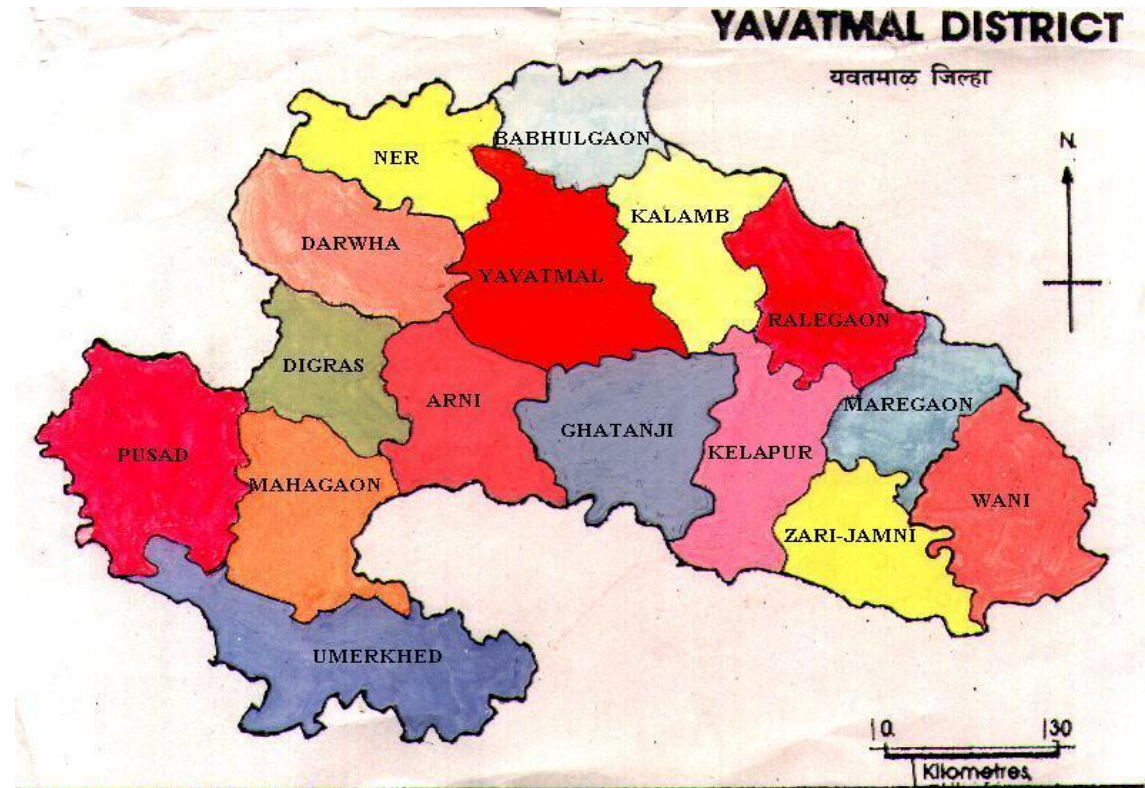 YAVATMAL DISTRICT
यवतमाळ जिल्हा
N.
BABHULGAON
NER
KALAMB
DARWHA
YAVATMAL
RALEGAON
DIGRAS
ARNI
MAREGAON
GHATANJI
PUSAD
KELAPUR
MAHAGAON
WANI
ZARI-JAMNI
UMERKHED
0. 30
Kilometres,